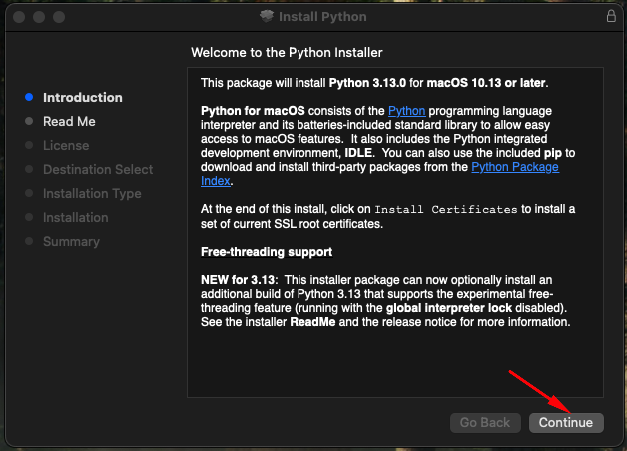 Install Python
Welcome to the Python Installer
Introduction
Read Me
License
Destination Select
Installation Type
Installation
Summary
This package will install Python 3.13.0 for macOS 10.13 or later.
Python for macOS consists of the Python programming language
interpreter and its batteries-included standard library to allow easy
access to macOS features. It also includes the Python integrated
development environment, IDLE. You can also use the included pip to
download and install third-party packages from the Python Package
Index.
At the end of this install, click on Install Certificates to install a
set of current SSL root certificates.
Free-threading support
NEW for 3.13: This installer package can now optionally install an
additional build of Python 3.13 that supports the experimental free-
threading feature (running with the global interpreter lock disabled).
See the installer ReadMe and the release notice for more information.
Go Back
Continue